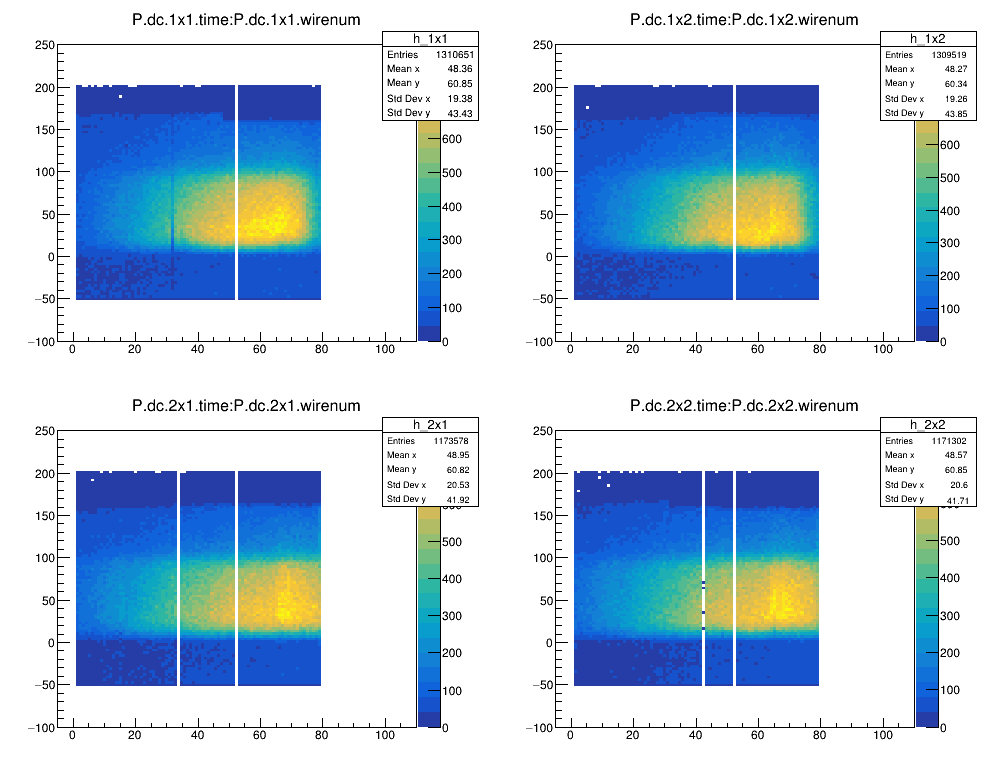 P.dc.1x1.time:P.dc.1x1.wirenum
h_1x1
Entries 1310651
Mean x 48.36
Mean y 60.85
Std Dev x 19.38
Std Dev y 43.43
250
200
150
100
50
0
−50
−100
0 20 40 60 80 100
600
500
400
300
200
100
0
P.dc.1x2.time:P.dc.1x2.wirenum
h_1x2
Entries 1309519
Mean x 48.27
Mean y 60.34
Std Dev x 19.26
Std Dev y 43.85
250
200
150
100
50
0
−50
−100
0 20 40 60 80 100
600
500
400
300
200
100
0
P.dc.2x1.time:P.dc.2x1.wirenum
h_2x1
Entries 1173578
Mean x 48.95
Mean y 60.82
Std Dev x 20.53
Std Dev y 41.92
250
200
150
100
50
0
−50
−100
0 20 40 60 80 100
500
400
300
200
100
0
P.dc.2x2.time:P.dc.2x2.wirenum
h_2x2
Entries 1171302
Mean x 48.57
Mean y 60.85
Std Dev x 20.6
Std Dev y 41.71
250
200
150
100
50
0
−50
−100
0 20 40 60 80 100
500
400
300
200
100
0